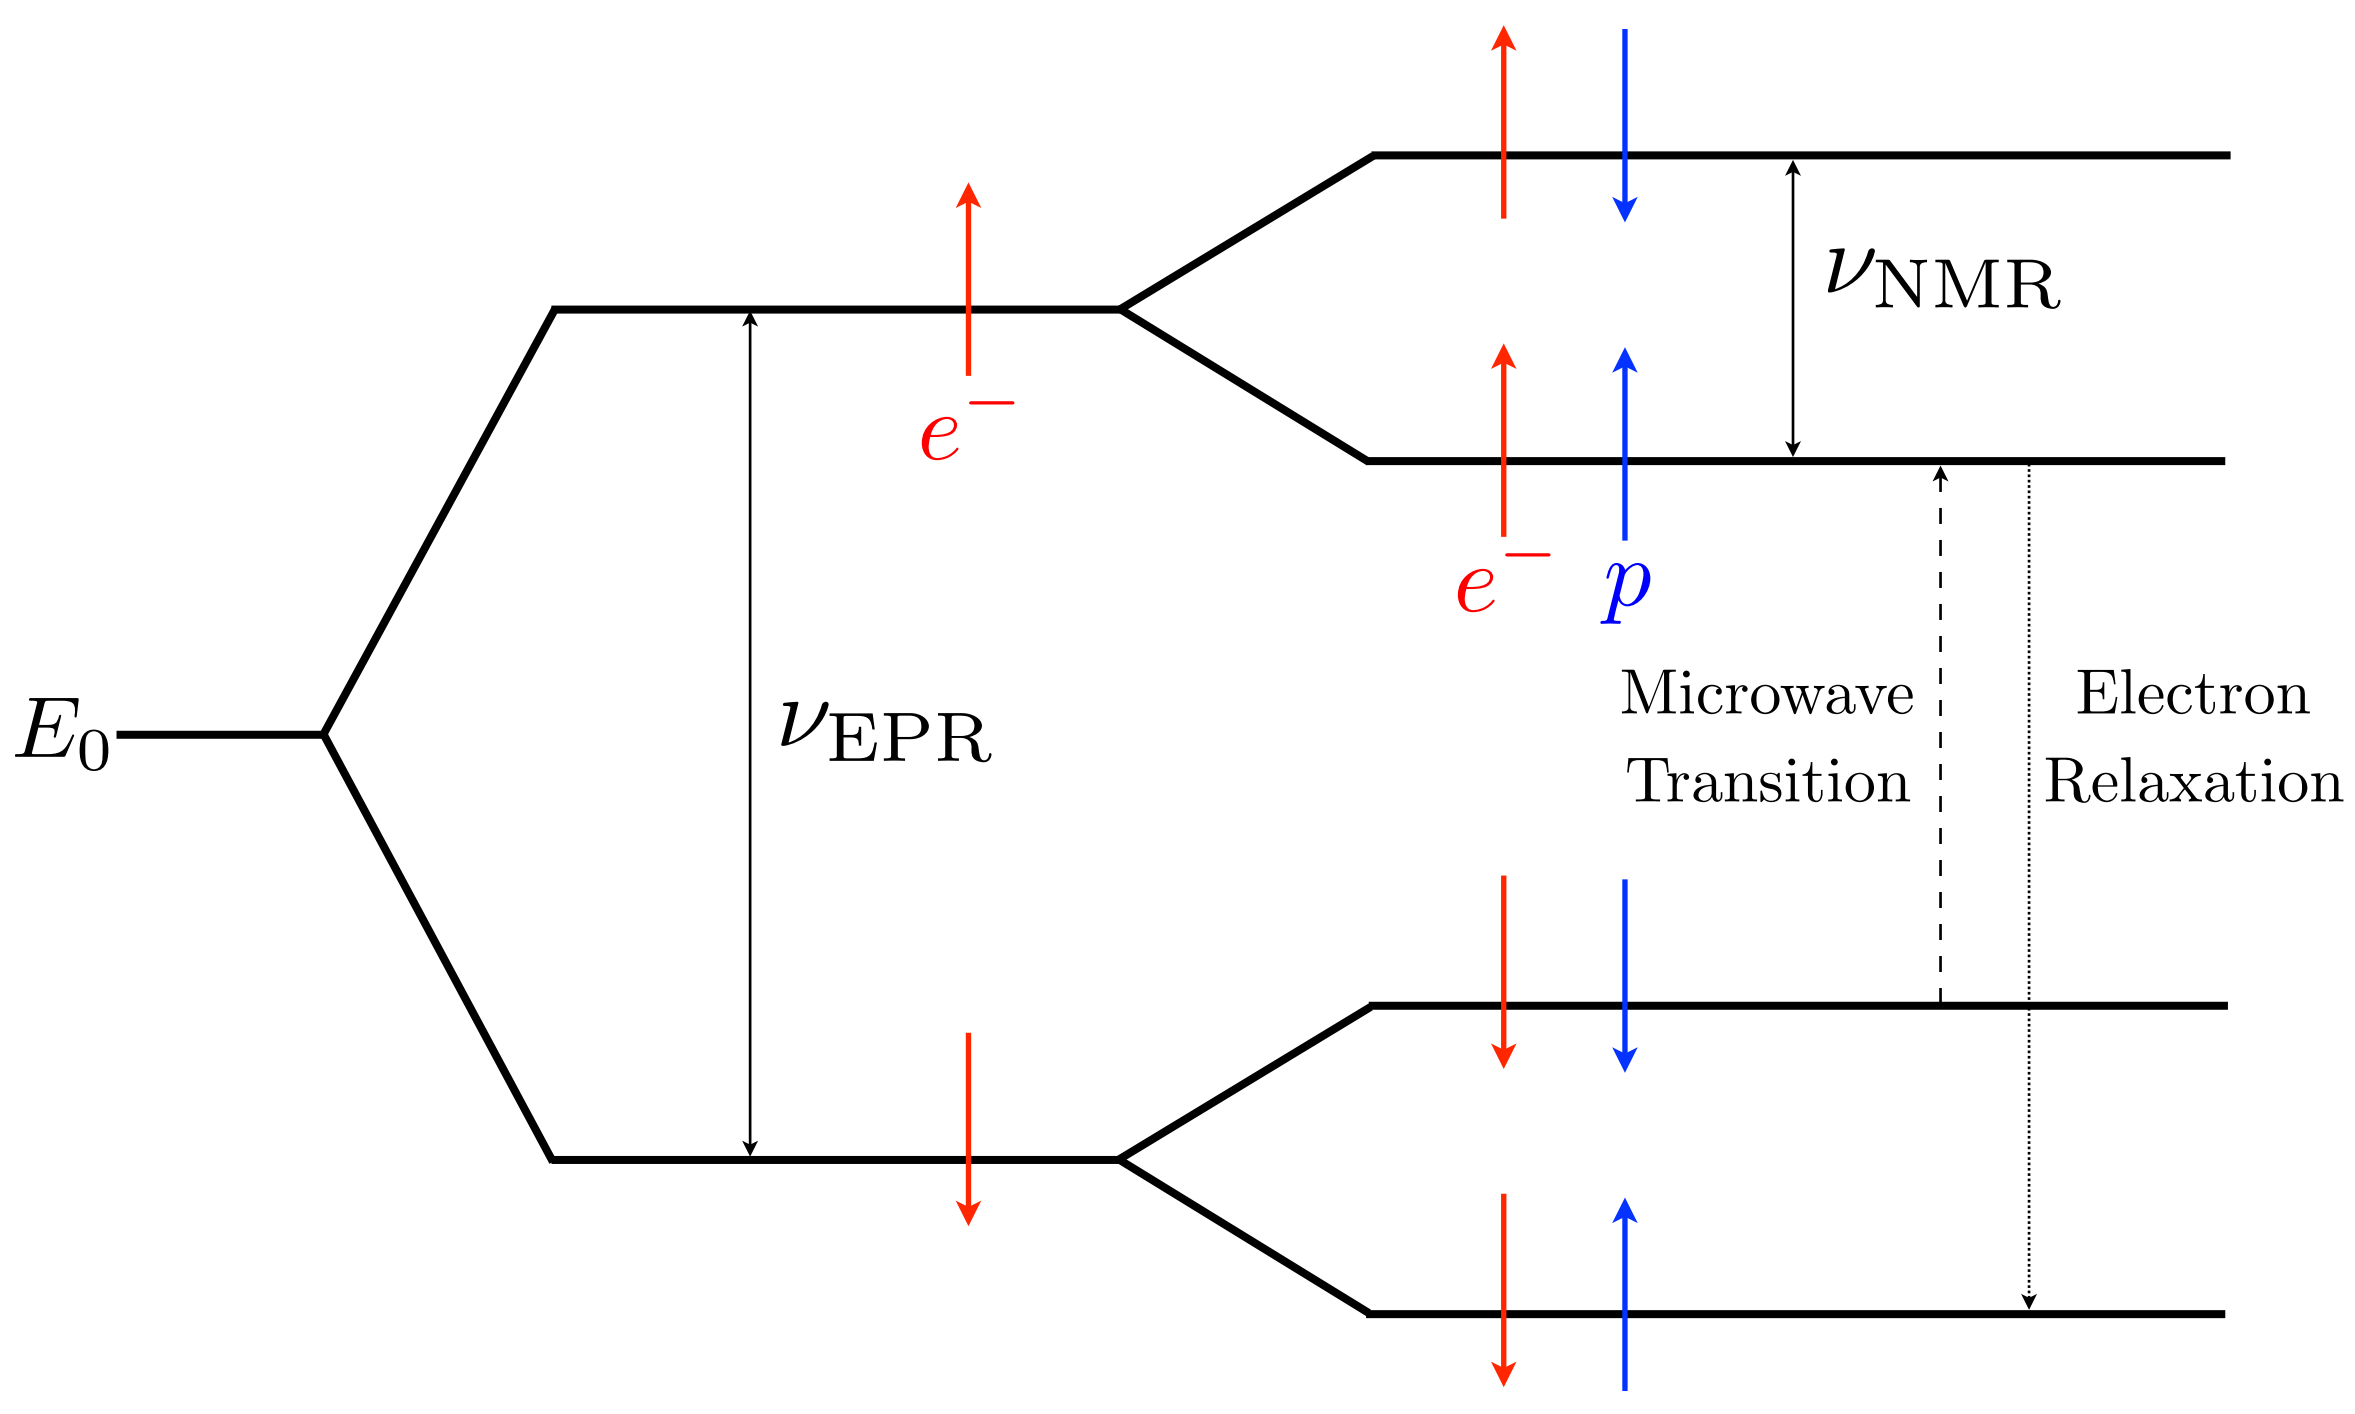 ν_NMR
e⁻
e⁻ p
E₀
ν_EPR
Microwave
Transition
Electron
Relaxation